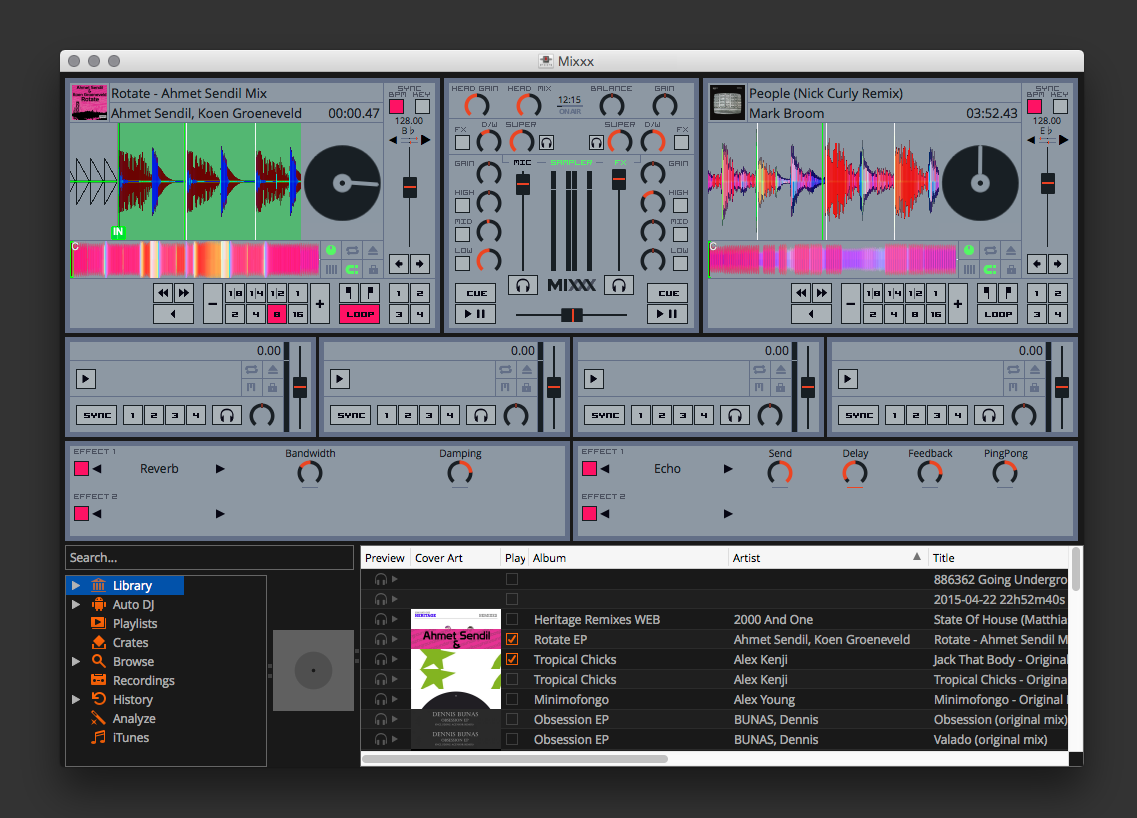 Mixxx
Rotate - Ahmet Sendil Mix
Ahmet Sendil, Koen Groeneveld 00:00.47
SYNC
BPM KEY
128.00
B♭
IN
C
1/8 1/4 1/2 1
2 4 8 16
LOOP
1 2
3 4
HEAD GAIN HEAD MIX 12:15 BALANCE GAIN
ON AIR
FX D/W SUPER SUPER D/W FX
MIC SAMPLER FX
GAIN GAIN
HIGH HIGH
MID MID
LOW LOW
MIXXX
CUE CUE
People (Nick Curly Remix)
Mark Broom 03:52.43
SYNC
BPM KEY
128.00
E♭
C
1/8 1/4 1/2 1
2 4 8 16
LOOP
1 2
3 4
0.00 0.00 0.00 0.00
SYNC 1 2 3 4 SYNC 1 2 3 4 SYNC 1 2 3 4 SYNC 1 2 3 4
EFFECT 1
Reverb Bandwidth Damping
EFFECT 2
EFFECT 1
Echo Send Delay Feedback PingPong
EFFECT 2
Search...
Library
Auto DJ
Playlists
Crates
Browse
Recordings
History
Analyze
iTunes
Preview Cover Art Play Album Artist Title
886362 Going Undergro
2015-04-22 22h52m40s
Heritage Remixes WEB 2000 And One State Of House (Matthia
Rotate EP Ahmet Sendil, Koen Groeneveld Rotate - Ahmet Sendil M
Tropical Chicks Alex Kenji Jack That Body - Original
Tropical Chicks Alex Kenji Tropical Chicks - Original
Minimofongo Alex Young Minimofongo - Original
Obsession EP BUNAS, Dennis Obsession (original mix)
Obsession EP BUNAS, Dennis Valado (original mix)
HERITAGE REMIXES
Ahmet Sendil
&
DENNIS BUNAS
OBSESSION EP
DENNIS BUNAS
OBSESSION EP